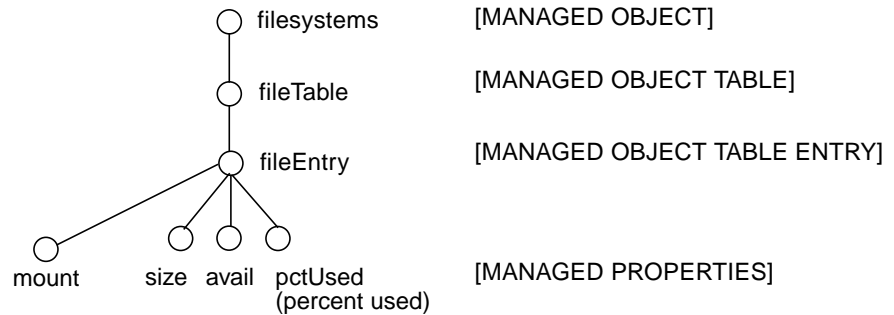 filesystems [MANAGED OBJECT]
fileTable [MANAGED OBJECT TABLE]
fileEntry [MANAGED OBJECT TABLE ENTRY]
mount size avail pctUsed [MANAGED PROPERTIES]
(percent used)